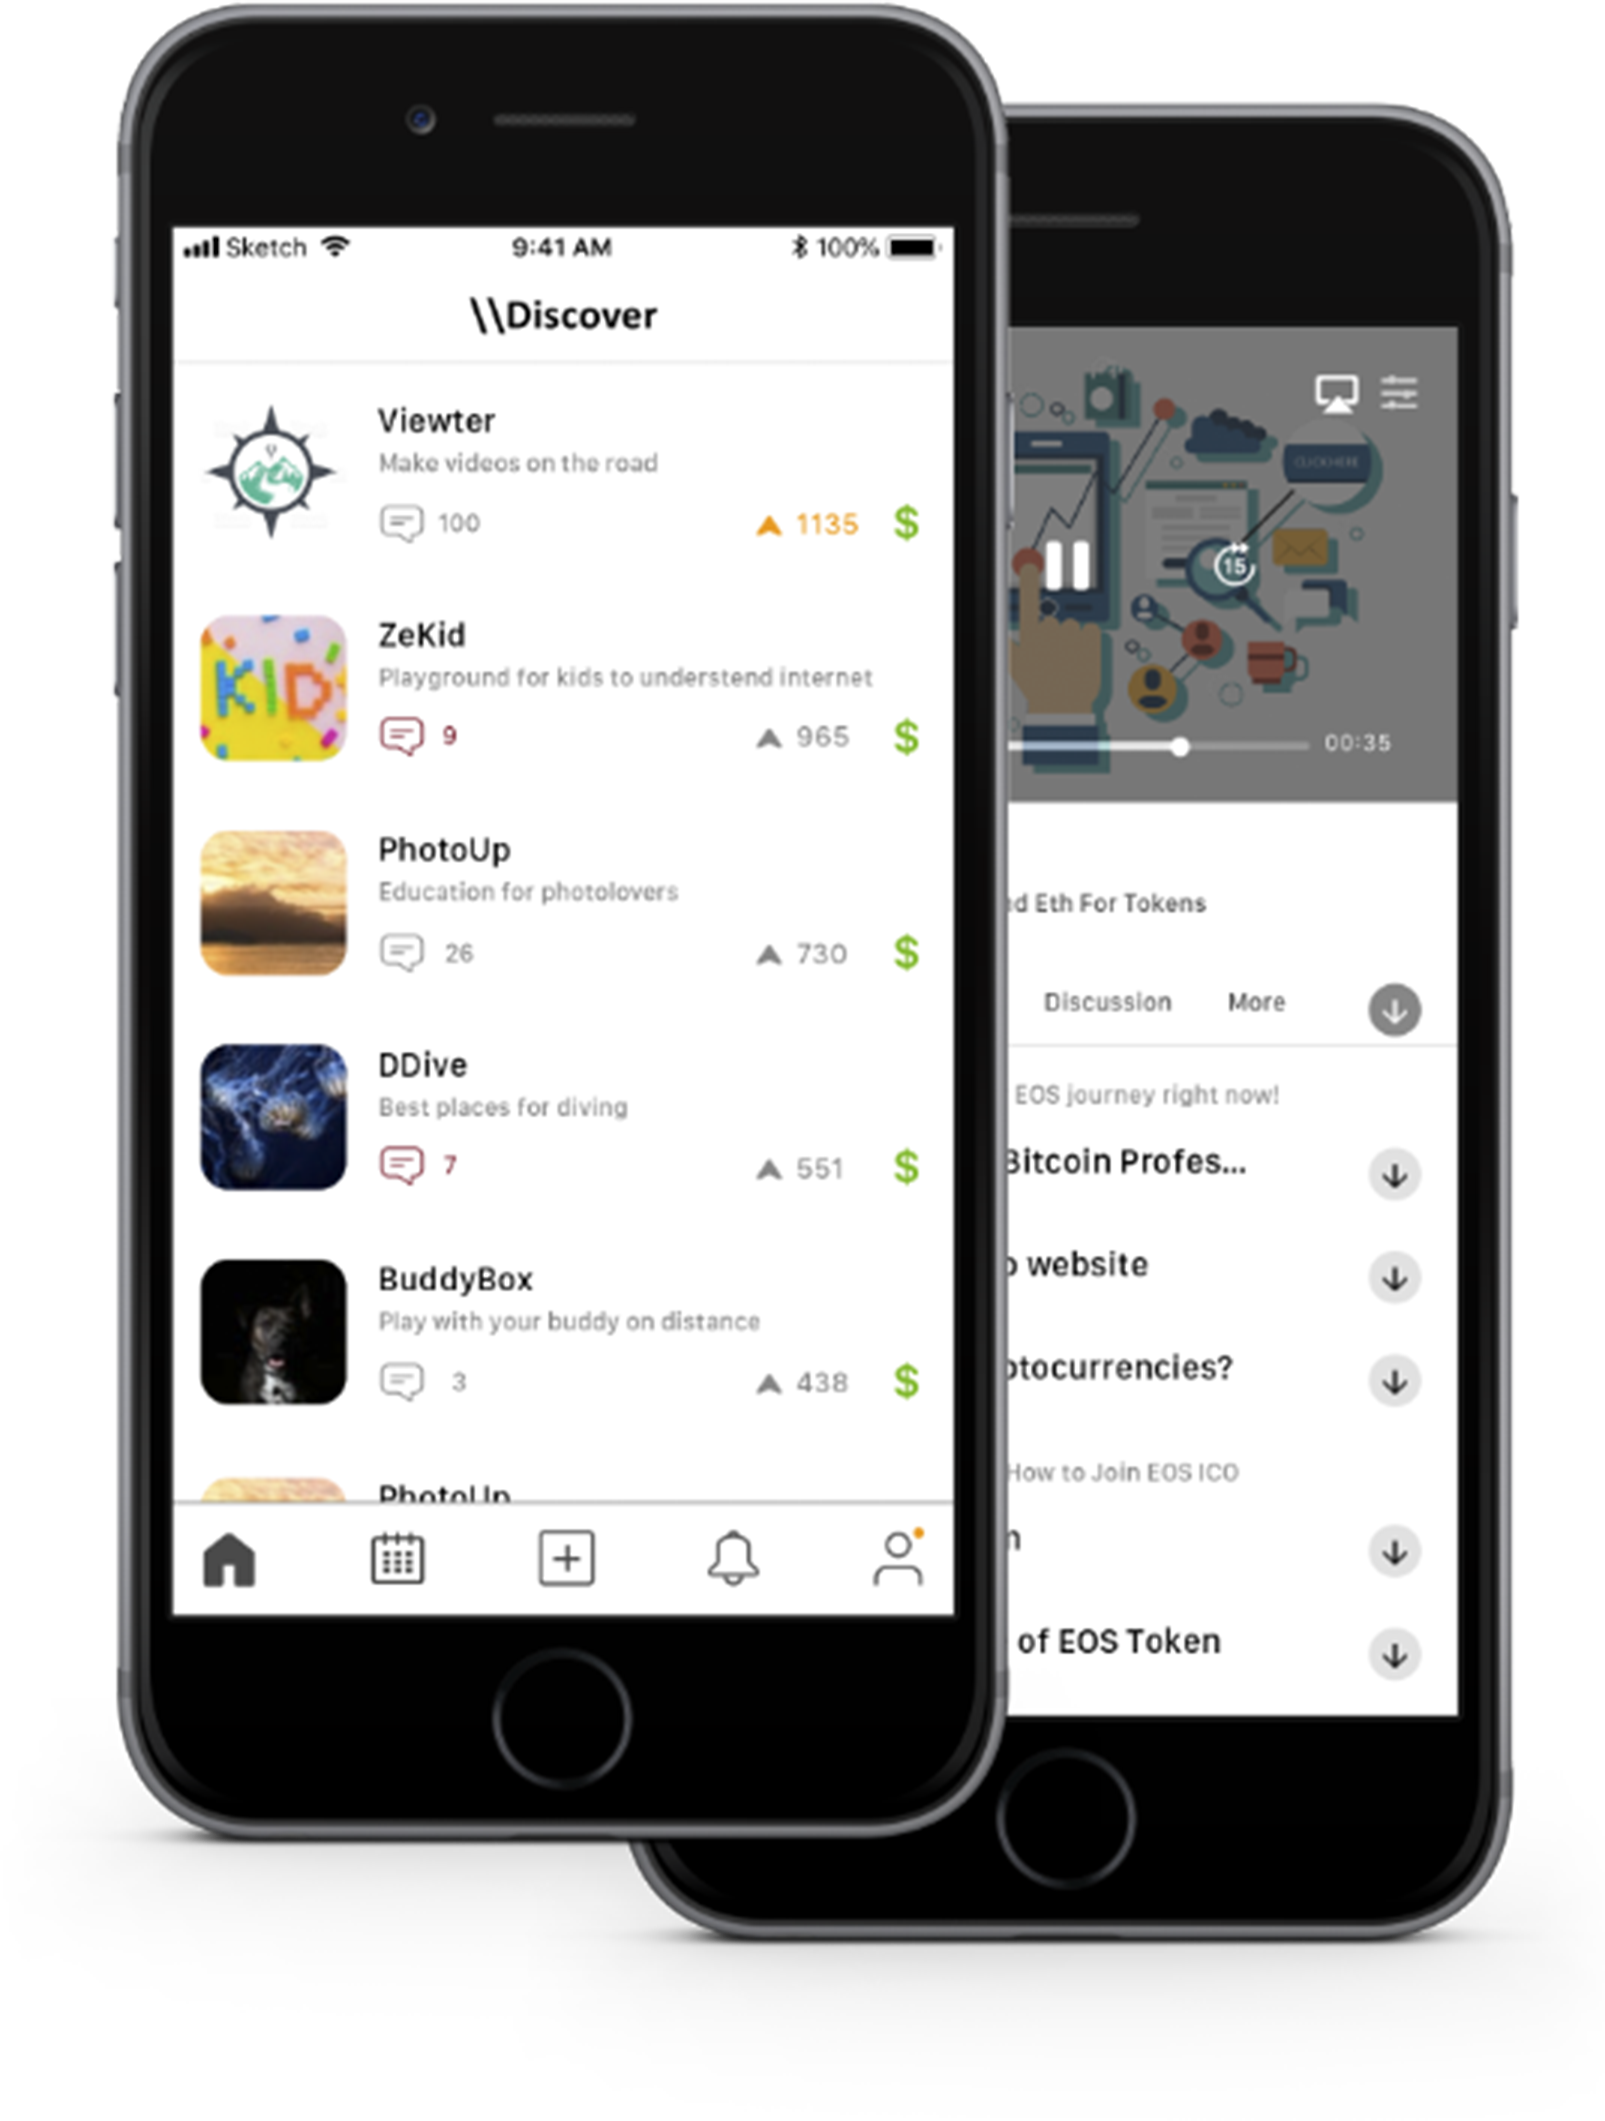 Sketch 9:41 AM 100%
\\Discover
Viewter
Make videos on the road
100 1135 $
KID
ZeKid
Playground for kids to understend internet
9 965 $
PhotoUp
Education for photolovers
26 730 $
DDive
Best places for diving
7 551 $
BuddyBox
Play with your buddy on distance
3 438 $
PhotoUp
CLICK HERE
15
00:35
Eth For Tokens
Discussion More
EOS journey right now!
Bitcoin Profes...
website
How to Join EOS ICO
of EOS Token